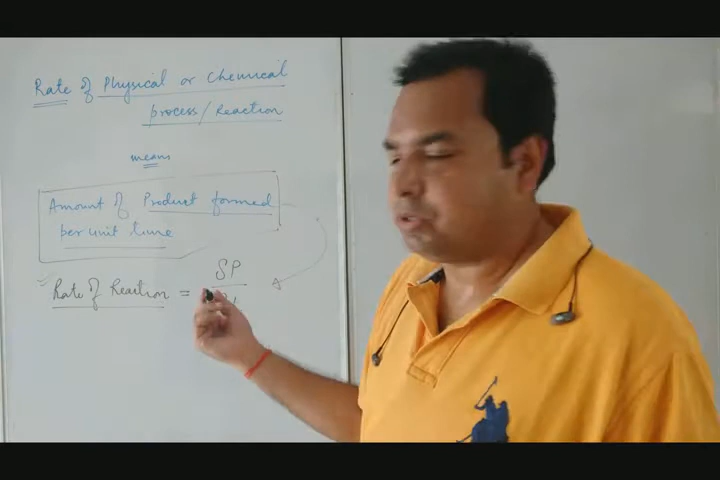 Rate of Physical or Chemical
process/Reaction
means
Amount of Product formed
per unit time
Rate of Reaction = δP